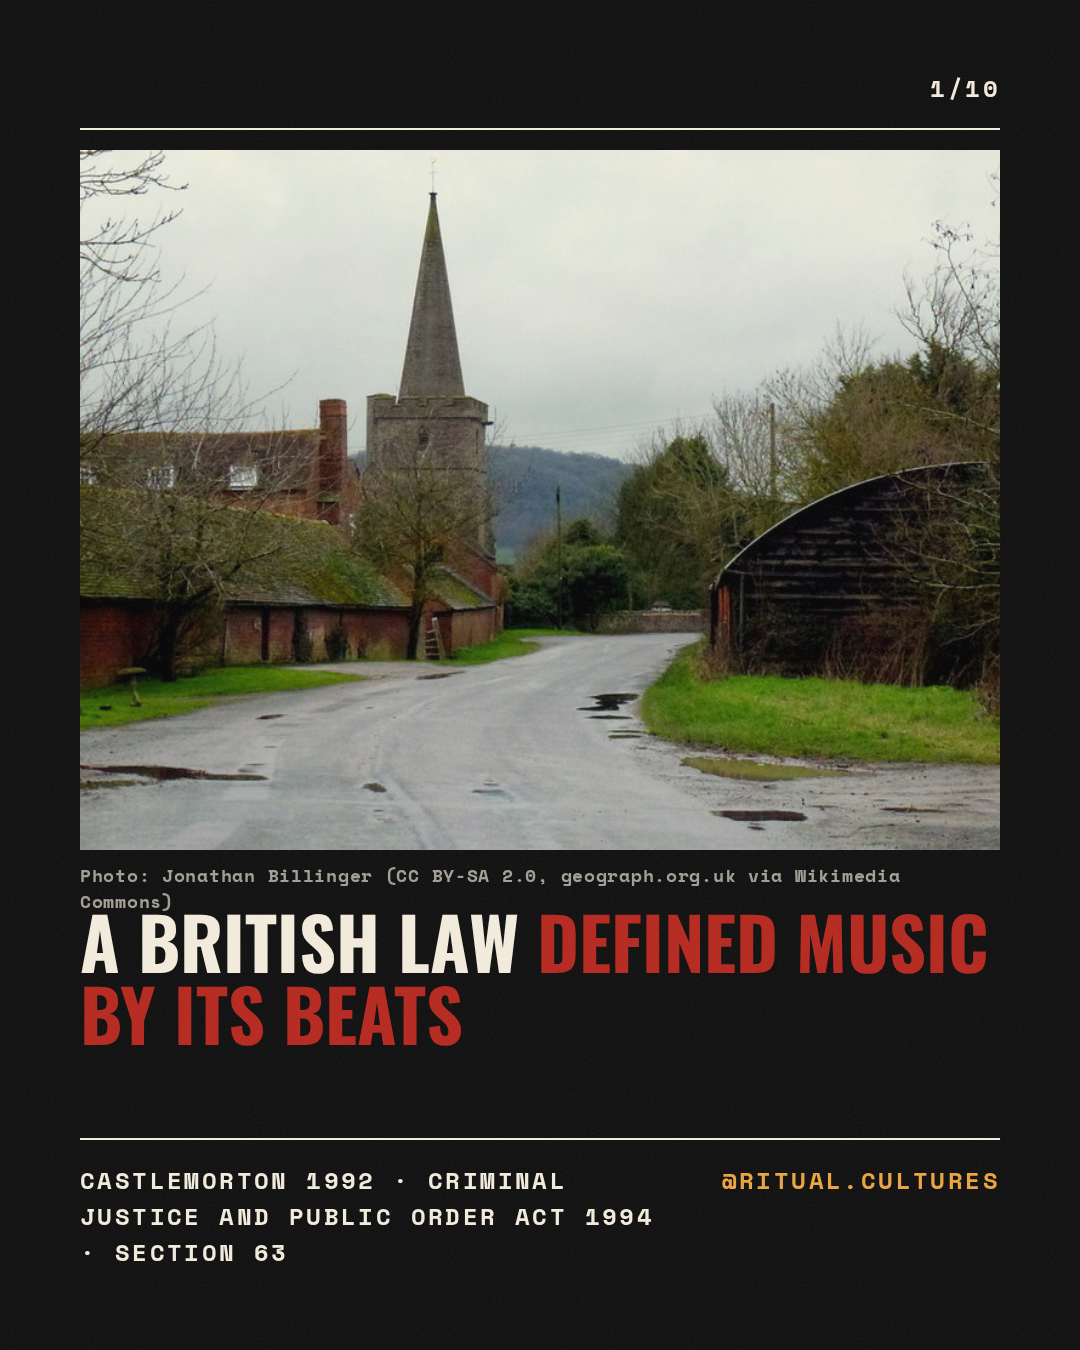 1/10
Photo: Jonathan Billinger (CC BY-SA 2.0, geograph.org.uk via Wikimedia
Commons)
A BRITISH LAW DEFINED MUSIC
BY ITS BEATS
CASTLEMORTON 1992 · CRIMINAL
JUSTICE AND PUBLIC ORDER ACT 1994
· SECTION 63
@RITUAL.CULTURES